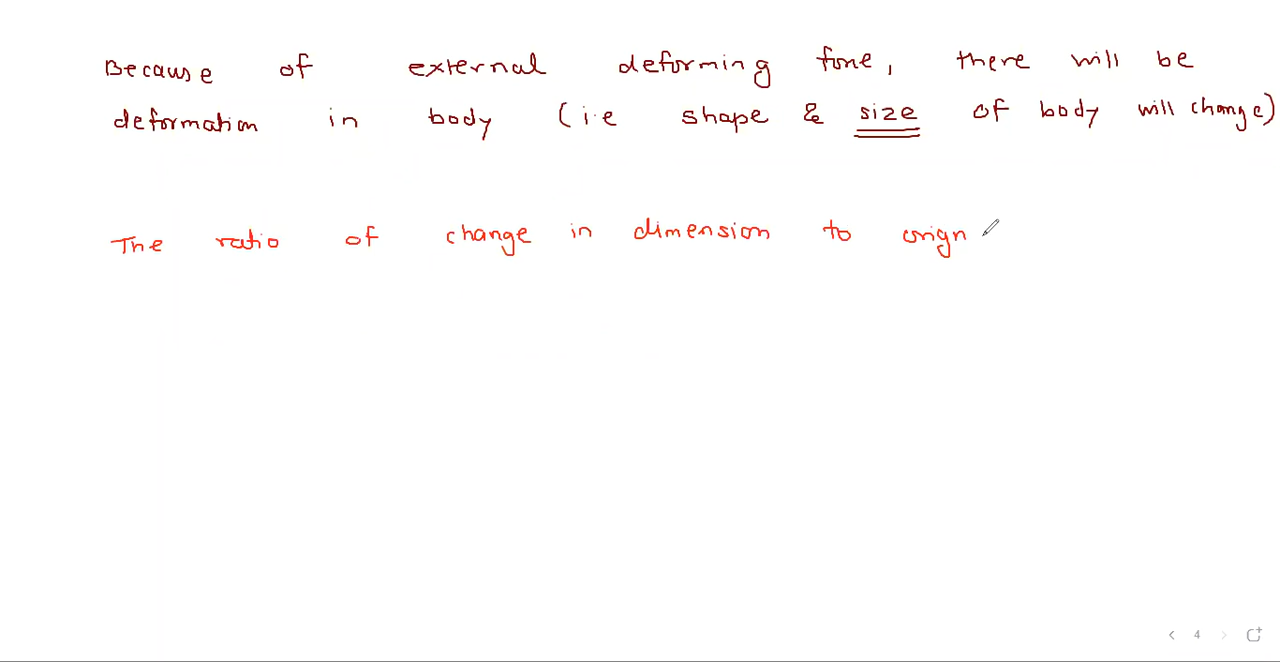 Because of external deforming force, there will be
deformation in body (i.e shape & size of body will change)
The ratio of change in dimension to orign
4